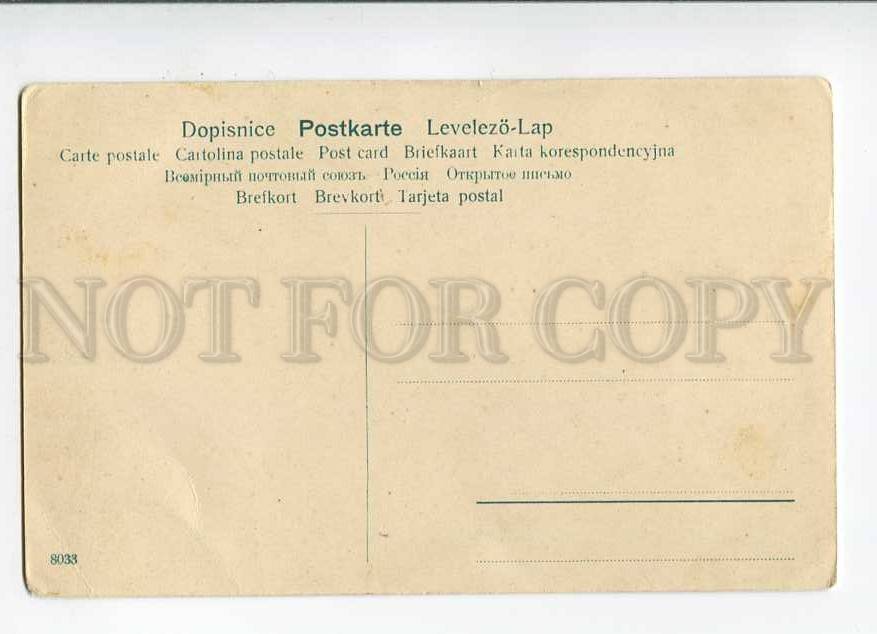 Dopisnice Postkarte Levelező-Lap
Carte postale Cartolina postale Post card Briefkaart Karta korespondencyjna
Всемірный почтовый союзъ Россія Открытое письмо
Brefkort Brevkort Tarjeta postal
NOT FOR COPY
8033